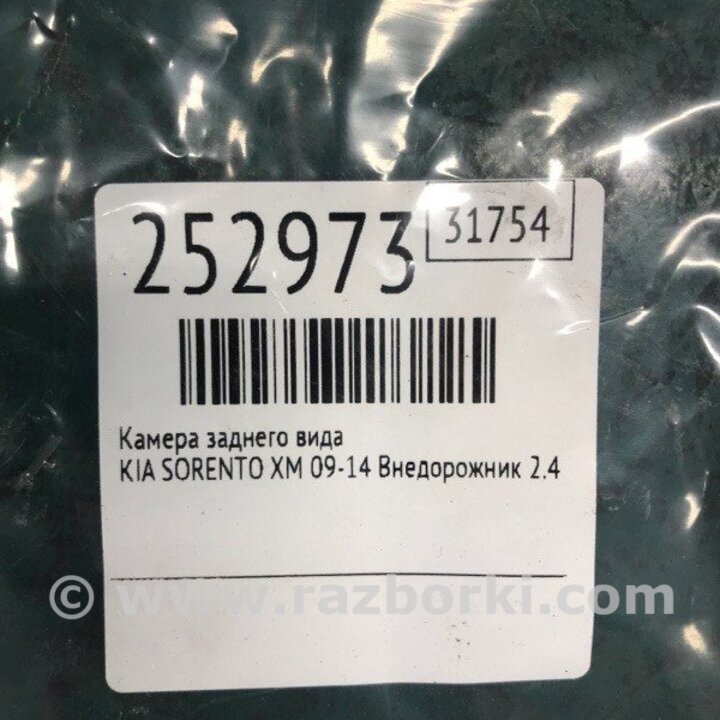 252973
31754
Камера заднего вида
KIA SORENTO XM 09-14 Внедорожник 2.4
© www.razborki.com